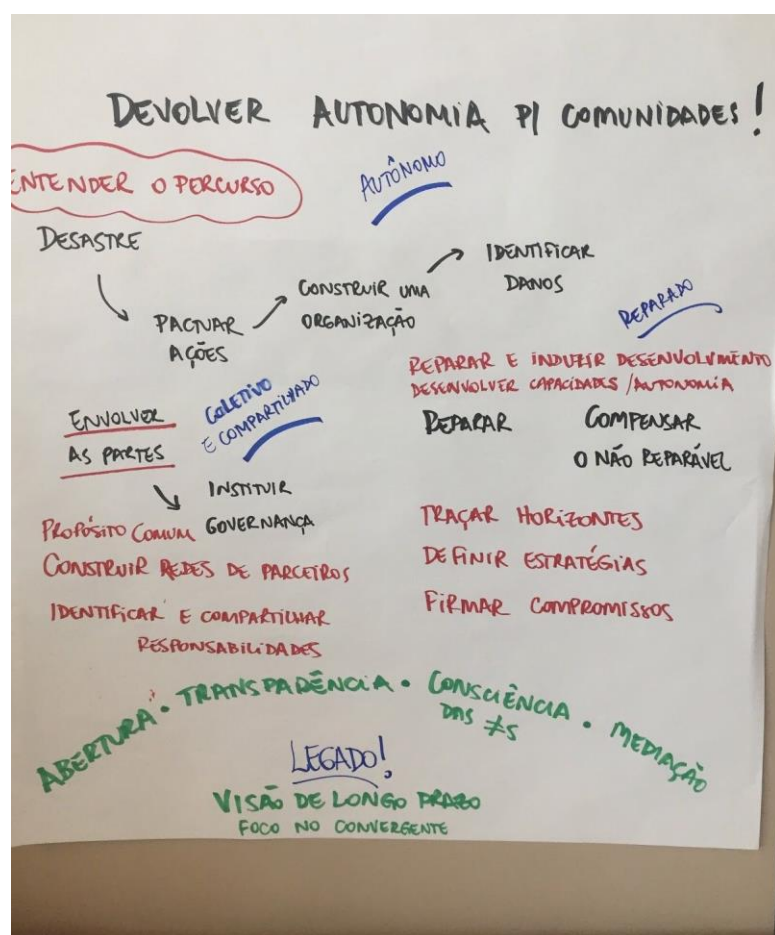 DEVOLVER AUTONOMIA P/ COMUNIDADES!
ENTENDER O PERCURSO
AUTÔNOMO
DESASTRE
PACTUAR
AÇÕES
CONSTRUIR UMA
ORGANIZAÇÃO
IDENTIFICAR
DANOS
REPARADO
REPARAR E INDUZIR DESENVOLVIMENTO
DESENVOLVER CAPACIDADES / AUTONOMIA
REPARAR
COMPENSAR
O NÃO REPARÁVEL
ENVOLVER
AS PARTES
COLETIVO
E COMPARTILHADO
INSTITUIR
GOVERNANÇA
PROPÓSITO COMUM
CONSTRUIR REDES DE PARCEIROS
IDENTIFICAR E COMPARTILHAR
RESPONSABILIDADES
TRAÇAR HORIZONTES
DEFINIR ESTRATÉGIAS
FIRMAR COMPROMISSOS
ABERTURA · TRANSPARÊNCIA · CONSCIÊNCIA
DAS ≠S · MEDIAÇÃO
LEGADO!
VISÃO DE LONGO PRAZO
FOCO NO CONVERGENTE